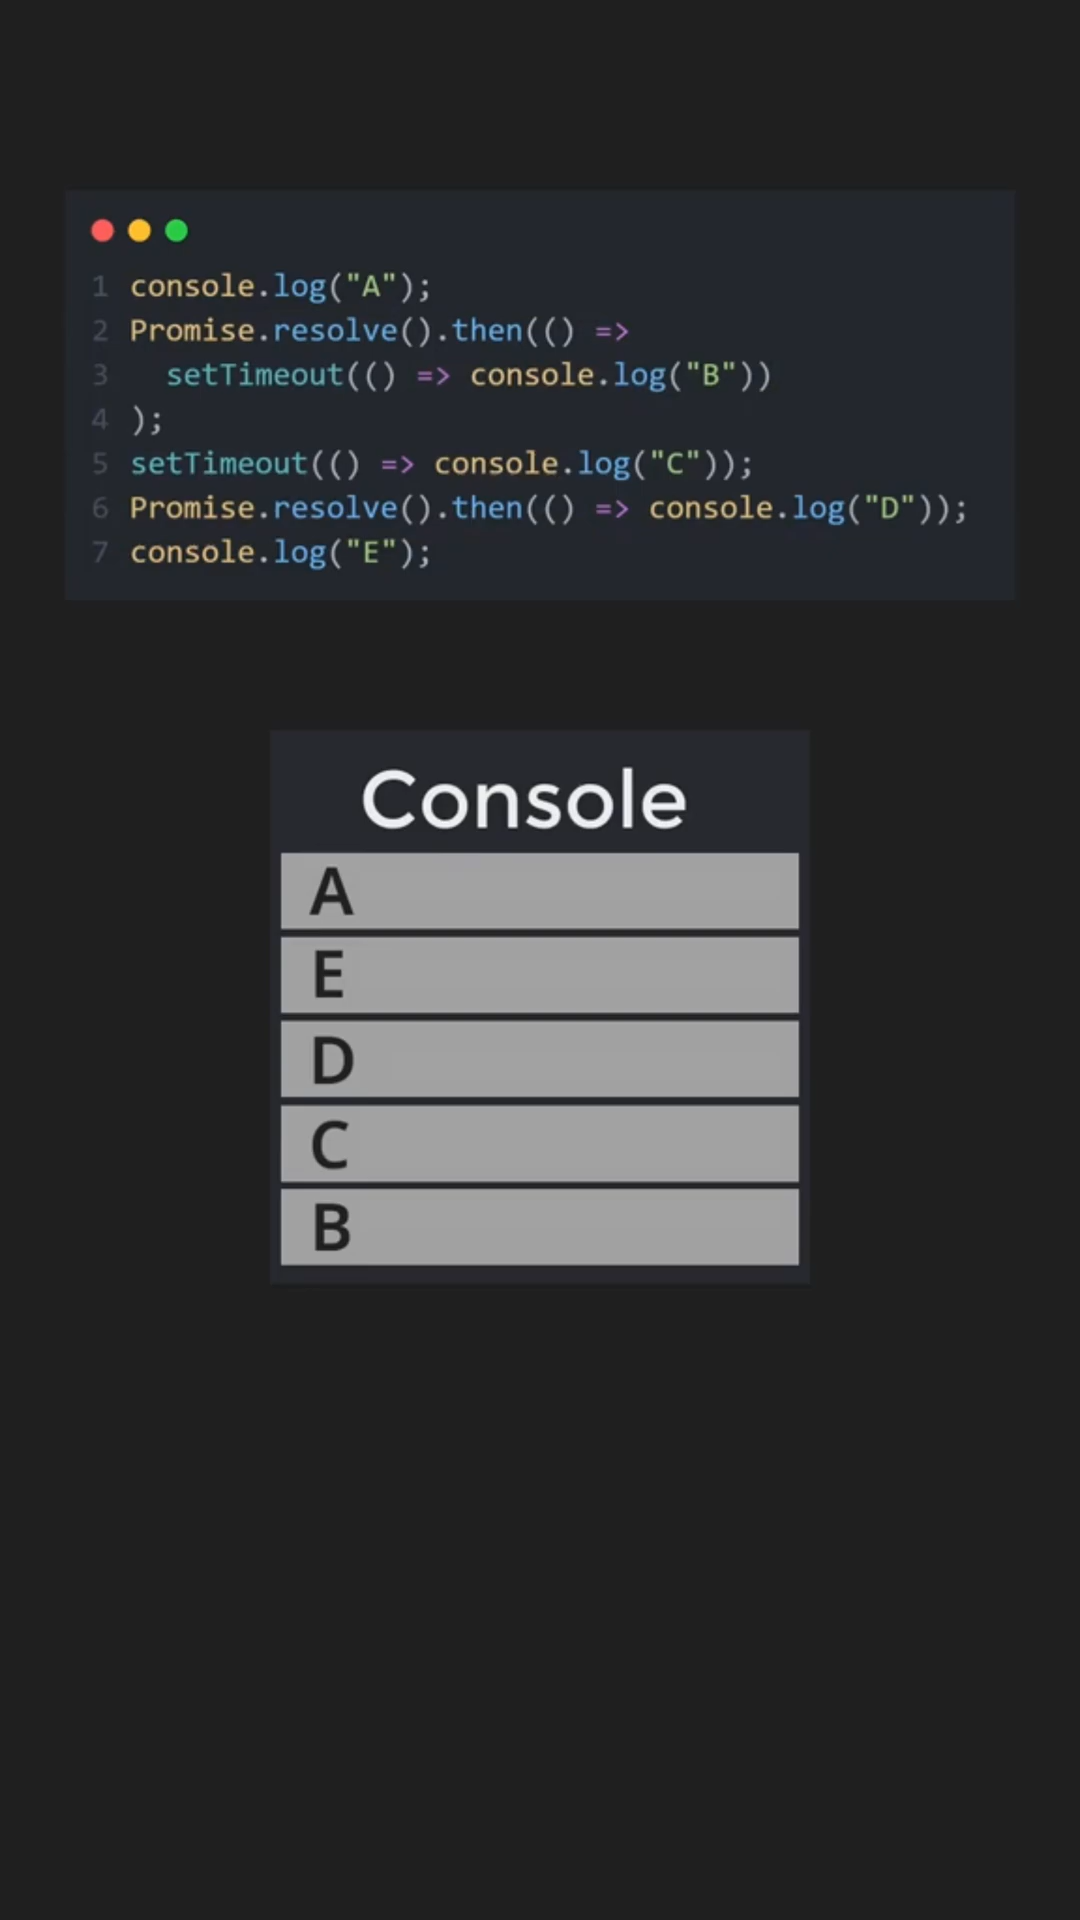 1 console.log("A");
2 Promise.resolve().then(() =>
3   setTimeout(() => console.log("B"))
4 );
5 setTimeout(() => console.log("C"));
6 Promise.resolve().then(() => console.log("D"));
7 console.log("E");
Console
A
E
D
C
B